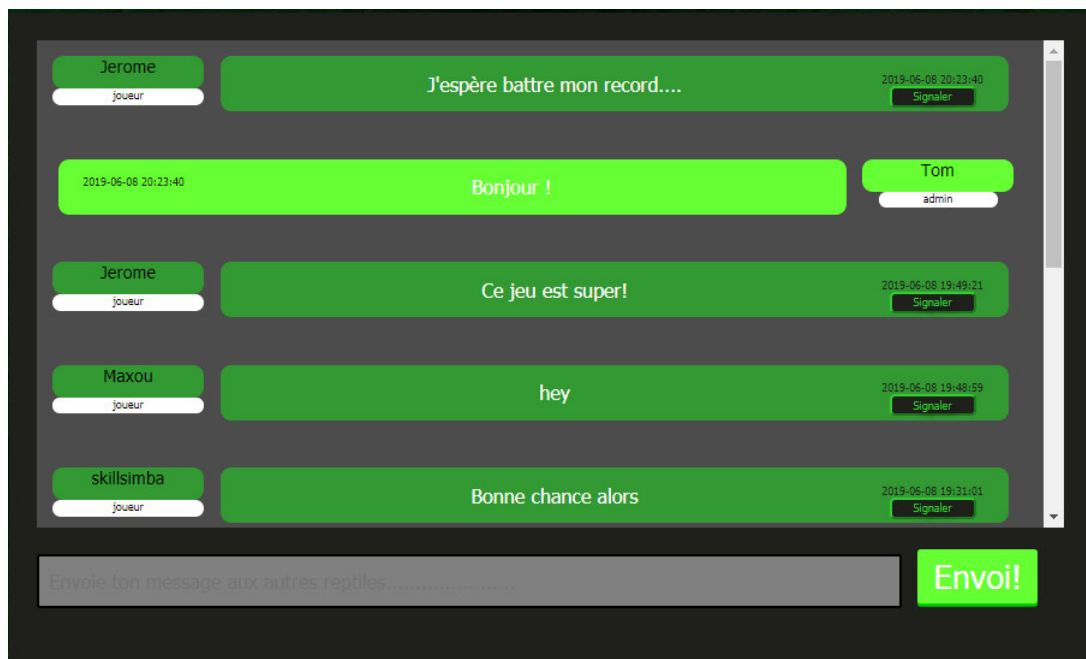 Jerome
joueur
J'espère battre mon record....
2019-06-08 20:23:40
Signaler
2019-06-08 20:23:40
Bonjour !
Tom
admin
Jerome
joueur
Ce jeu est super!
2019-06-08 19:49:21
Signaler
Maxou
joueur
hey
2019-06-08 19:48:59
Signaler
skillsimba
joueur
Bonne chance alors
2019-06-08 19:31:01
Signaler
Envoie ton message aux autres reptiles......................
Envoi!